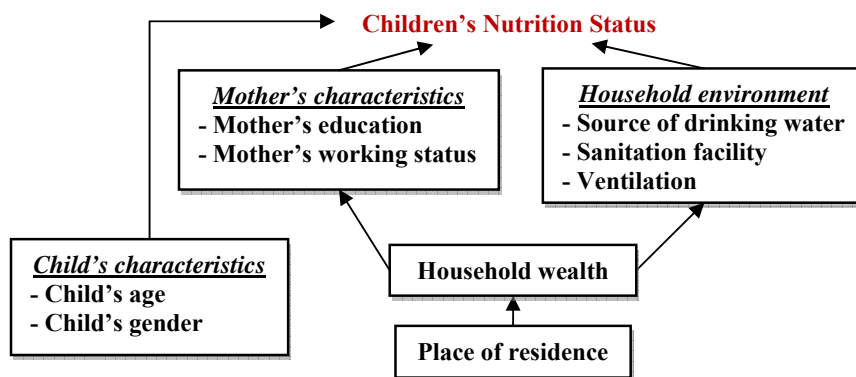 Children's Nutrition Status
Mother's characteristics
- Mother's education
- Mother's working status
Household environment
- Source of drinking water
- Sanitation facility
- Ventilation
Child's characteristics
- Child's age
- Child's gender
Household wealth
Place of residence